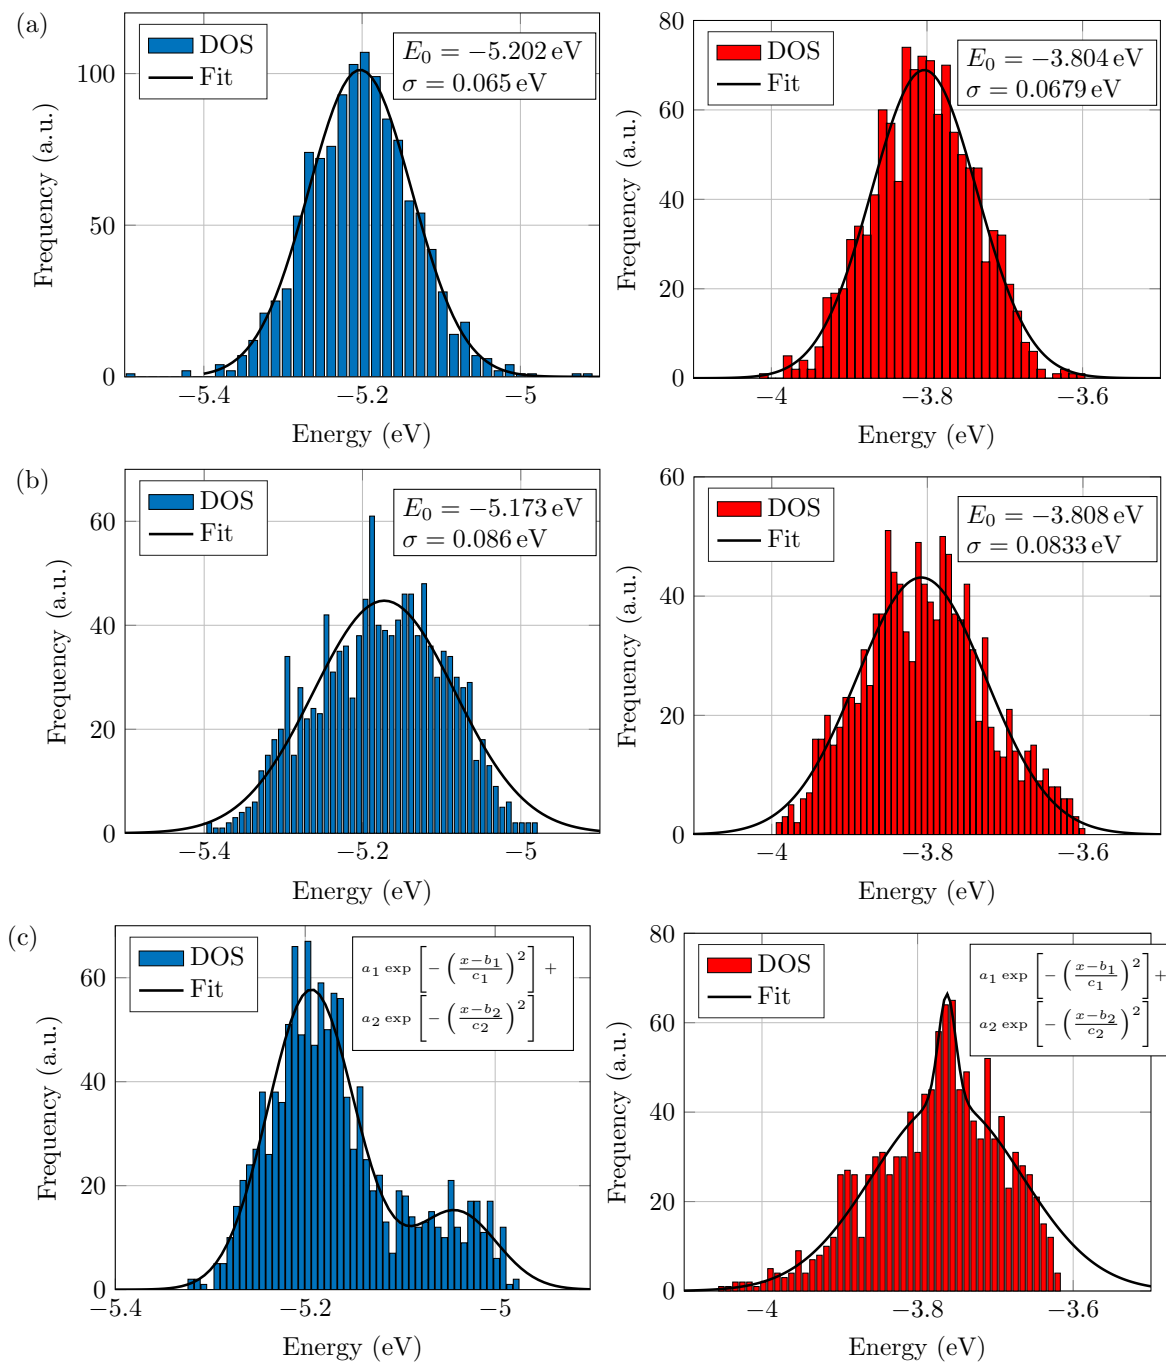 (a)
DOS
Fit
E₀ = −5.202 eV
σ = 0.065 eV
100
50
0
Frequency (a.u.)
−5.4 −5.2 −5
Energy (eV)
DOS
Fit
E₀ = −3.804 eV
σ = 0.0679 eV
80
60
40
20
0
Frequency (a.u.)
−4 −3.8 −3.6
Energy (eV)
(b)
DOS
Fit
E₀ = −5.173 eV
σ = 0.086 eV
60
40
20
0
Frequency (a.u.)
−5.4 −5.2 −5
Energy (eV)
DOS
Fit
E₀ = −3.808 eV
σ = 0.0833 eV
60
40
20
0
Frequency (a.u.)
−4 −3.8 −3.6
Energy (eV)
(c)
DOS
Fit
a₁ exp [−((x−b₁)/c₁)²] +
a₂ exp [−((x−b₂)/c₂)²]
60
40
20
0
Frequency (a.u.)
−5.4 −5.2 −5
Energy (eV)
DOS
Fit
a₁ exp [−((x−b₁)/c₁)²] +
a₂ exp [−((x−b₂)/c₂)²]
80
60
40
20
0
Frequency (a.u.)
−4 −3.8 −3.6
Energy (eV)